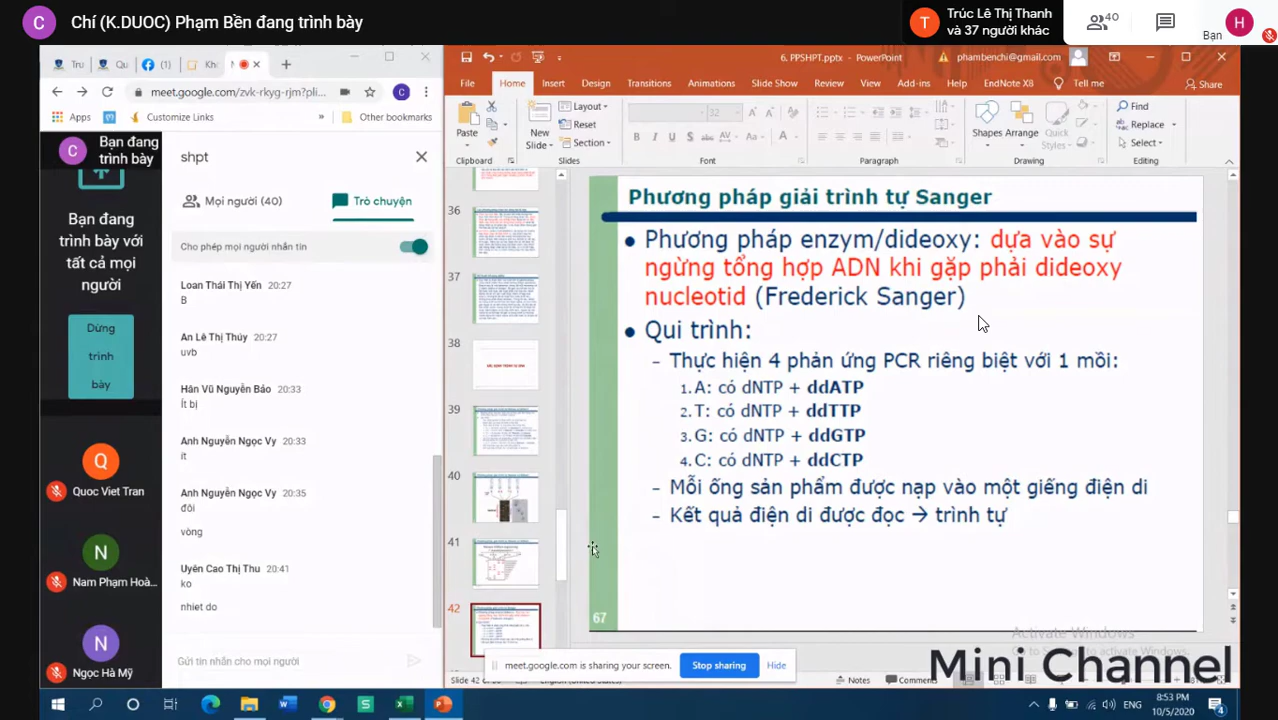 C Chí (K.DUOC) Phạm Bền đang trình bày
T Trúc Lê Thị Thanh
và 37 người khác
40
Bạn
H
6. PPSHPT.pptx - PowerPoint
phambenchi@gmail.com
File Home Insert Design Transitions Animations Slideshow Review View Add-ins EndNote X8 Tell me Share
meet.google.com/zvk-rkyg-rjm?pli...
Apps
Customize Links
»
Other bookmarks
Paste
New
Slide
Layout
Reset
Section
32
Shapes
Arrange
Quick
Styles
Find
Replace
Select
Clipboard
Slides
Font
Paragraph
Drawing
Editing
C Bạn đang
trình bày
Bạn đang
trình bày với
tất cả mọi
người
Dừng
trình
bày
Q
Quoc Viet Tran
N
Nam Phạm Hoà...
N
Ngọc Hà Mỹ
shpt
Mọi người (40)
Trò chuyện
Cho phép mọi người nhắn tin
Loan Thái Thị Yến 20:27
B
An Lê Thị Thúy 20:27
uvb
Hân Vũ Nguyễn Bảo 20:33
Ít bị
Anh Nguyễn Ngọc Vy 20:33
ít
Anh Nguyễn Ngọc Vy 20:35
đôi
vòng
Uyên Cao Thị Thu 20:41
ko
nhiet do
Gửi tin nhắn cho mọi người
36
37
38
39
40
41
42
Phương pháp giải trình tự Sanger
• Phương pháp enzym/dideoxy: dựa vào sự
ngừng tổng hợp ADN khi gặp phải dideoxy
nucleotid (Frederick Sanger)
• Qui trình:
– Thực hiện 4 phản ứng PCR riêng biệt với 1 mồi:
1. A: có dNTP + ddATP
2. T: có dNTP + ddTTP
3. G: có dNTP + ddGTP
4. C: có dNTP + ddCTP
– Mỗi ống sản phẩm được nạp vào một giếng điện di
– Kết quả điện di được đọc → trình tự
67
Activate Windows
meet.google.com is sharing your screen.
Stop sharing
Hide
Notes
Comments
Mini Channel
ENG
8:53 PM
10/5/2020
4